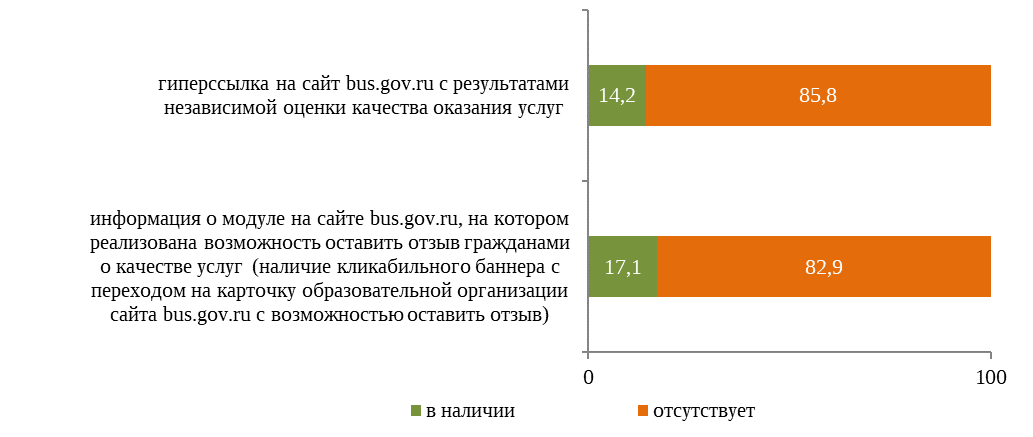 гиперссылка на сайт bus.gov.ru с результатами
независимой оценки качества оказания услуг
14,2
85,8
информация о модуле на сайте bus.gov.ru, на котором
реализована возможность оставить отзыв гражданами
о качестве услуг (наличие кликабильного баннера с
переходом на карточку образовательной организации
сайта bus.gov.ru с возможностью оставить отзыв)
17,1
82,9
0
100
в наличии
отсутствует